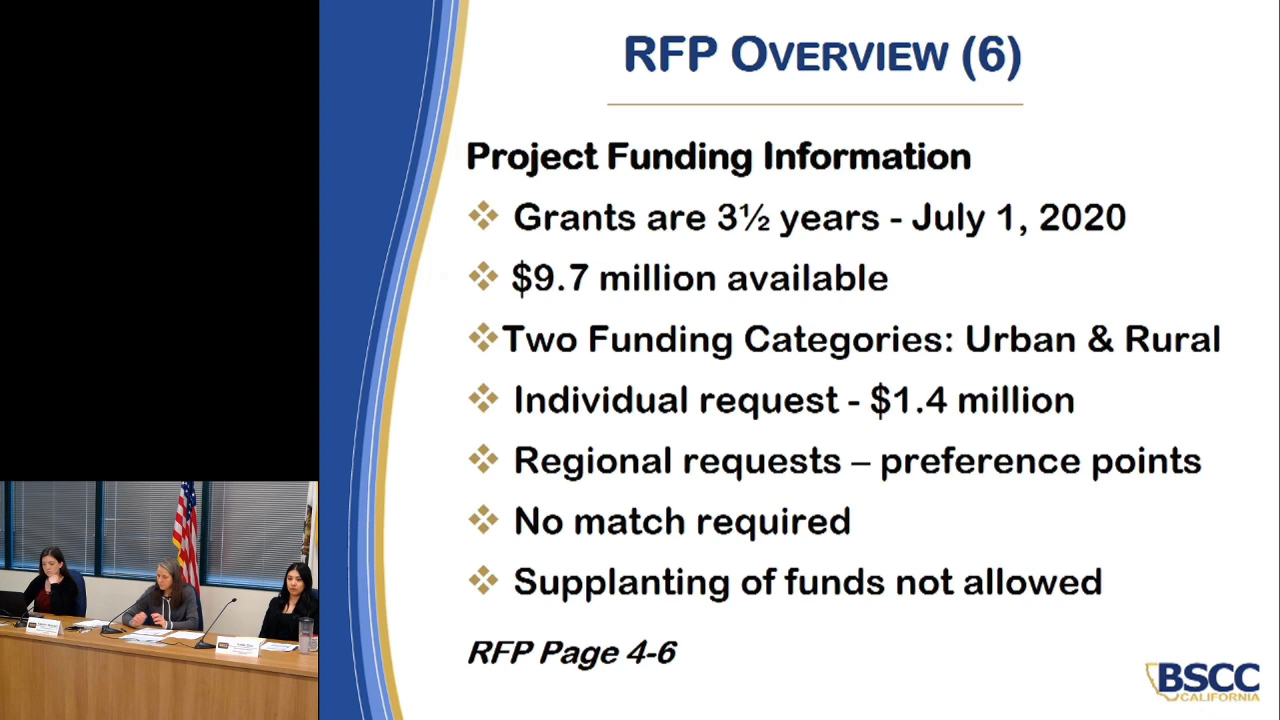 RFP OVERVIEW (6)
Project Funding Information
❖ Grants are 3½ years - July 1, 2020
❖ $9.7 million available
❖ Two Funding Categories: Urban & Rural
❖ Individual request - $1.4 million
❖ Regional requests – preference points
❖ No match required
❖ Supplanting of funds not allowed
RFP Page 4-6
BSCC
CALIFORNIA